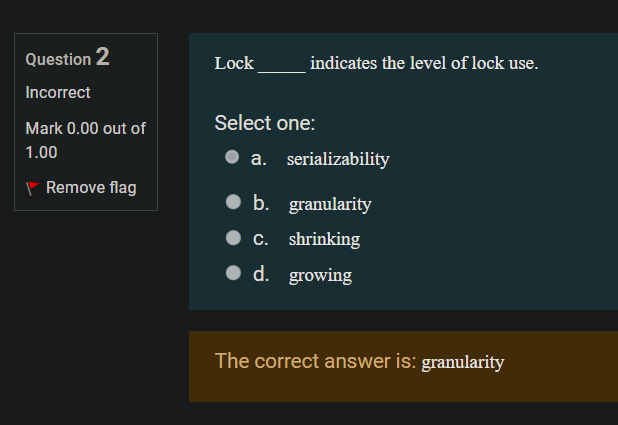 Question 2
Incorrect
Mark 0.00 out of
1.00
Remove flag
Lock _____ indicates the level of lock use.
Select one:
a. serializability
b. granularity
c. shrinking
d. growing
The correct answer is: granularity